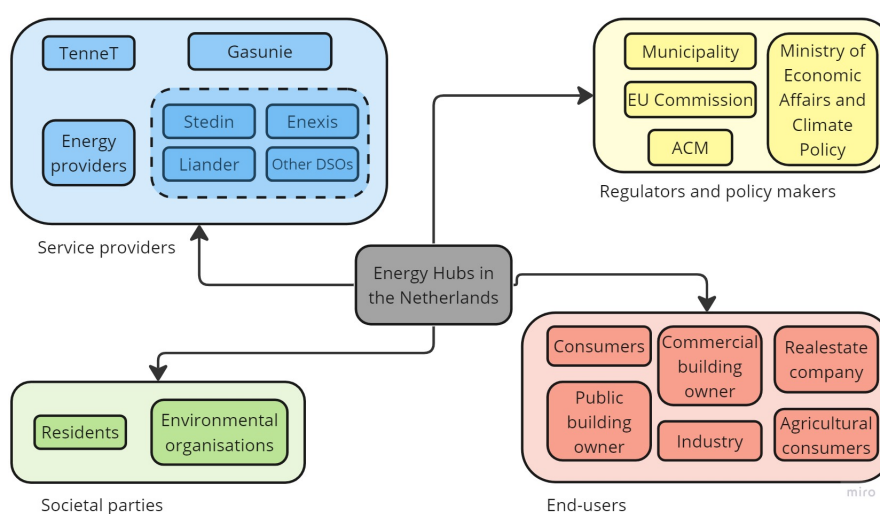 TenneT
Gasunie
Energy
providers
Stedin
Enexis
Liander
Other DSOs
Service providers
Municipality
EU Commission
ACM
Ministry of
Economic
Affairs and
Climate
Policy
Regulators and policy makers
Energy Hubs in
the Netherlands
Residents
Environmental
organisations
Societal parties
Consumers
Commercial
building
owner
Realestate
company
Public
building
owner
Industry
Agricultural
consumers
End-users
miro